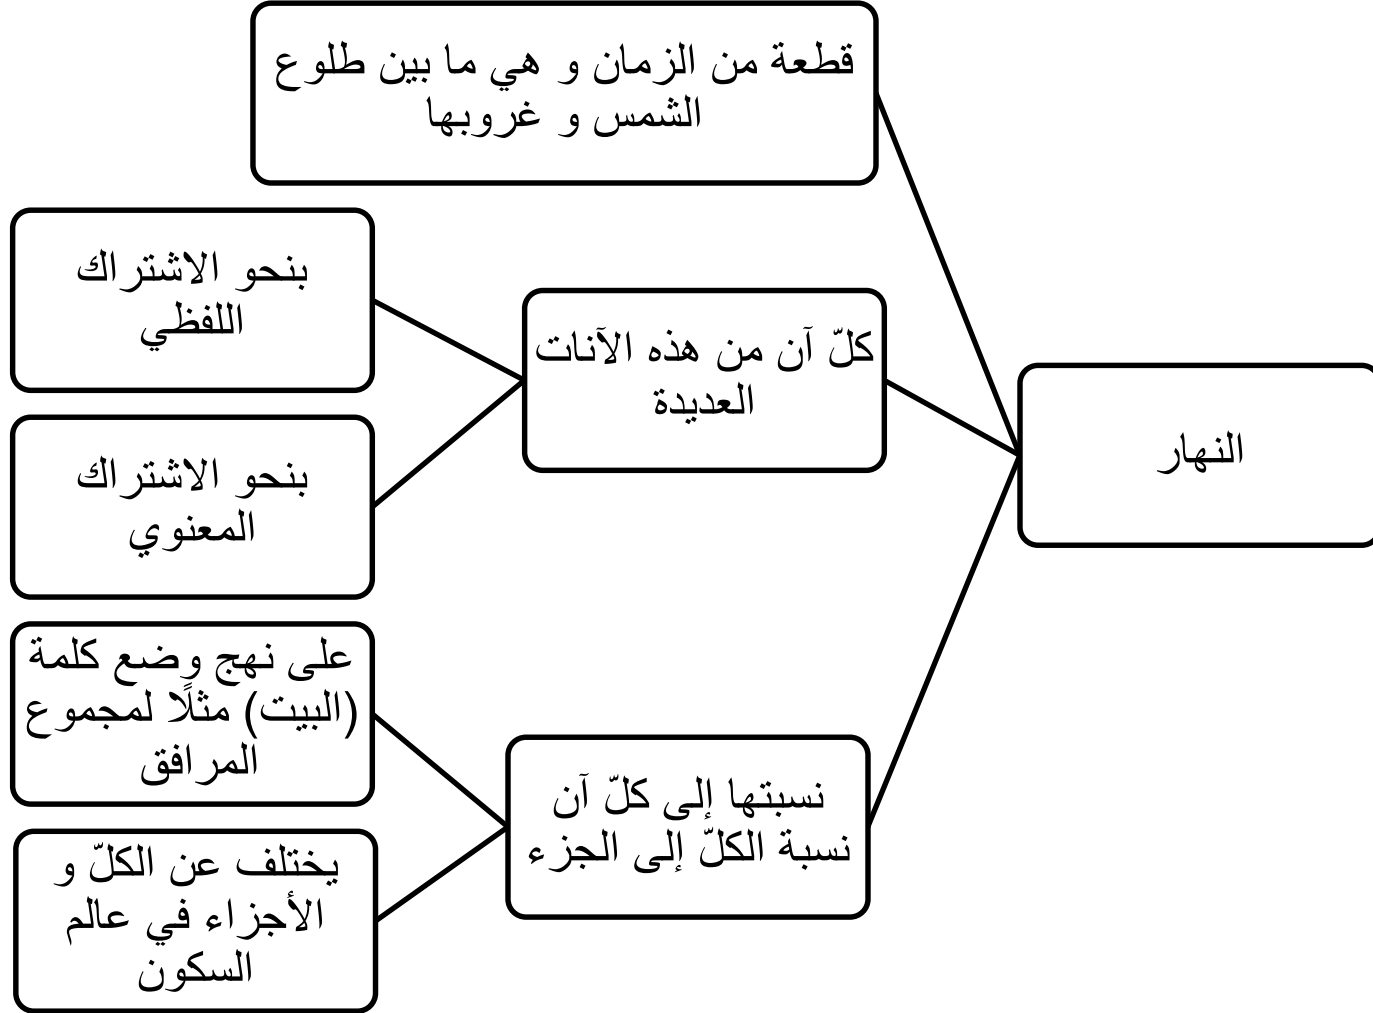 النهار
قطعة من الزمان و هي ما بين طلوع
الشمس و غروبها
كلّ آن من هذه الآنات
العديدة
بنحو الاشتراك
اللفظي
بنحو الاشتراك
المعنوي
نسبتها إلى كلّ آن
نسبة الكلّ إلى الجزء
على نهج وضع كلمة
(البيت) مثلًا لمجموع
المرافق
يختلف عن الكلّ و
الأجزاء في عالم
السكون